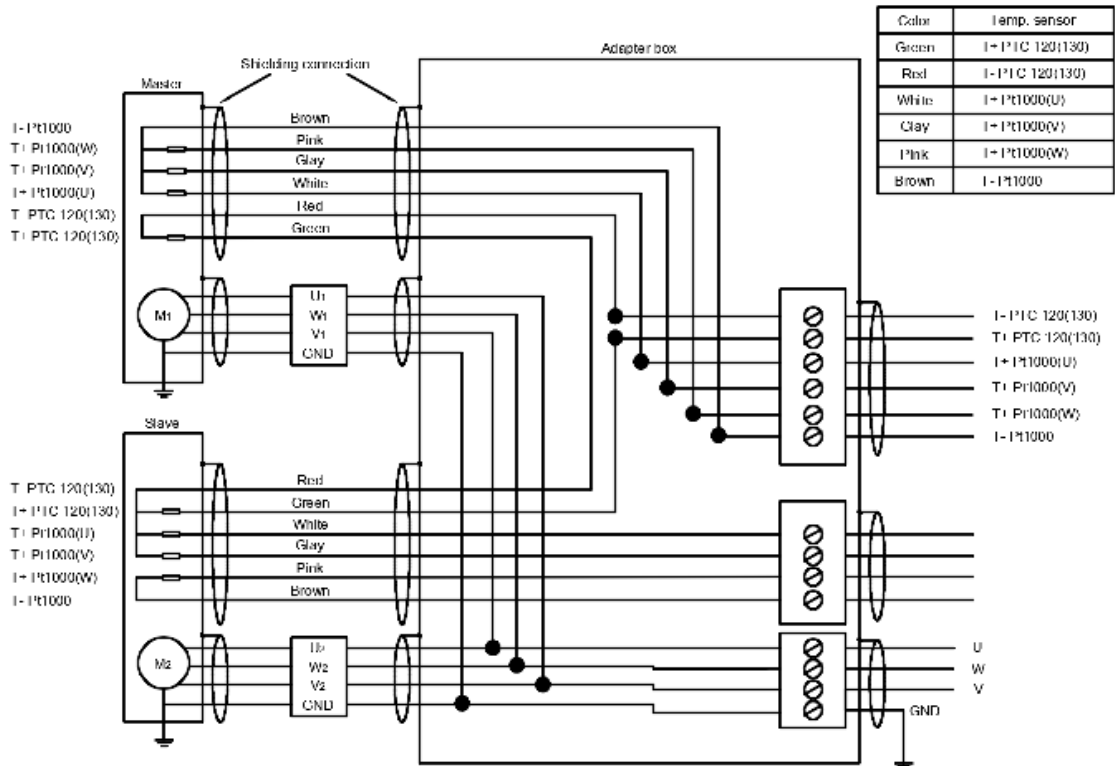 Color Temp. sensor
Green T+ PTC 120(130)
Red T- PTC 120(130)
White T+ Pt1000(U)
Glay T+ Pt1000(V)
Pink T+ Pt1000(W)
Brown T- Pt1000
Adapter box
Shielding connection
Master
T- Pt1000
T+ Pt1000(W)
T+ Pt1000(V)
T+ Pt1000(U)
T- PTC 120(130)
T+ PTC 120(130)
Brown
Pink
Glay
White
Red
Green
M1
U1
W1
V1
GND
T- PTC 120(130)
T+ PTC 120(130)
T+ Pt1000(U)
T+ Pt1000(V)
T+ Pt1000(W)
T- Pt1000
Slave
T- PTC 120(130)
T+ PTC 120(130)
T+ Pt1000(U)
T+ Pt1000(V)
T+ Pt1000(W)
T- Pt1000
Red
Green
White
Glay
Pink
Brown
M2
U2
W2
V2
GND
U
W
V
GND